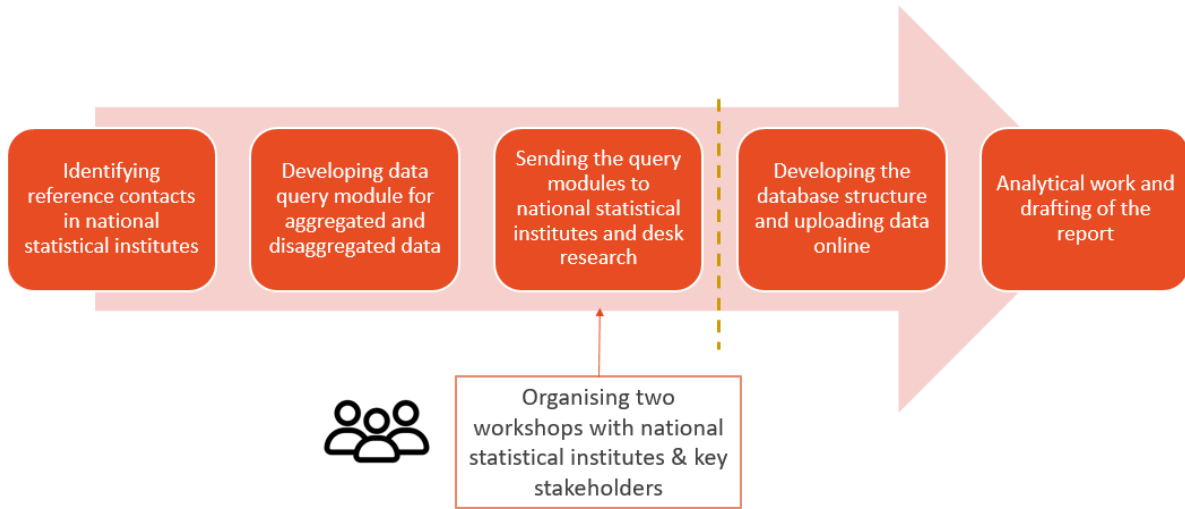 Identifying
reference contacts
in national
statistical institutes
Developing data
query module for
aggregated and
disaggregated data
Sending the query
modules to
national statistical
institutes and desk
research
Developing the
database structure
and uploading data
online
Analytical work and
drafting of the
report
Organising two
workshops with national
statistical institutes & key
stakeholders